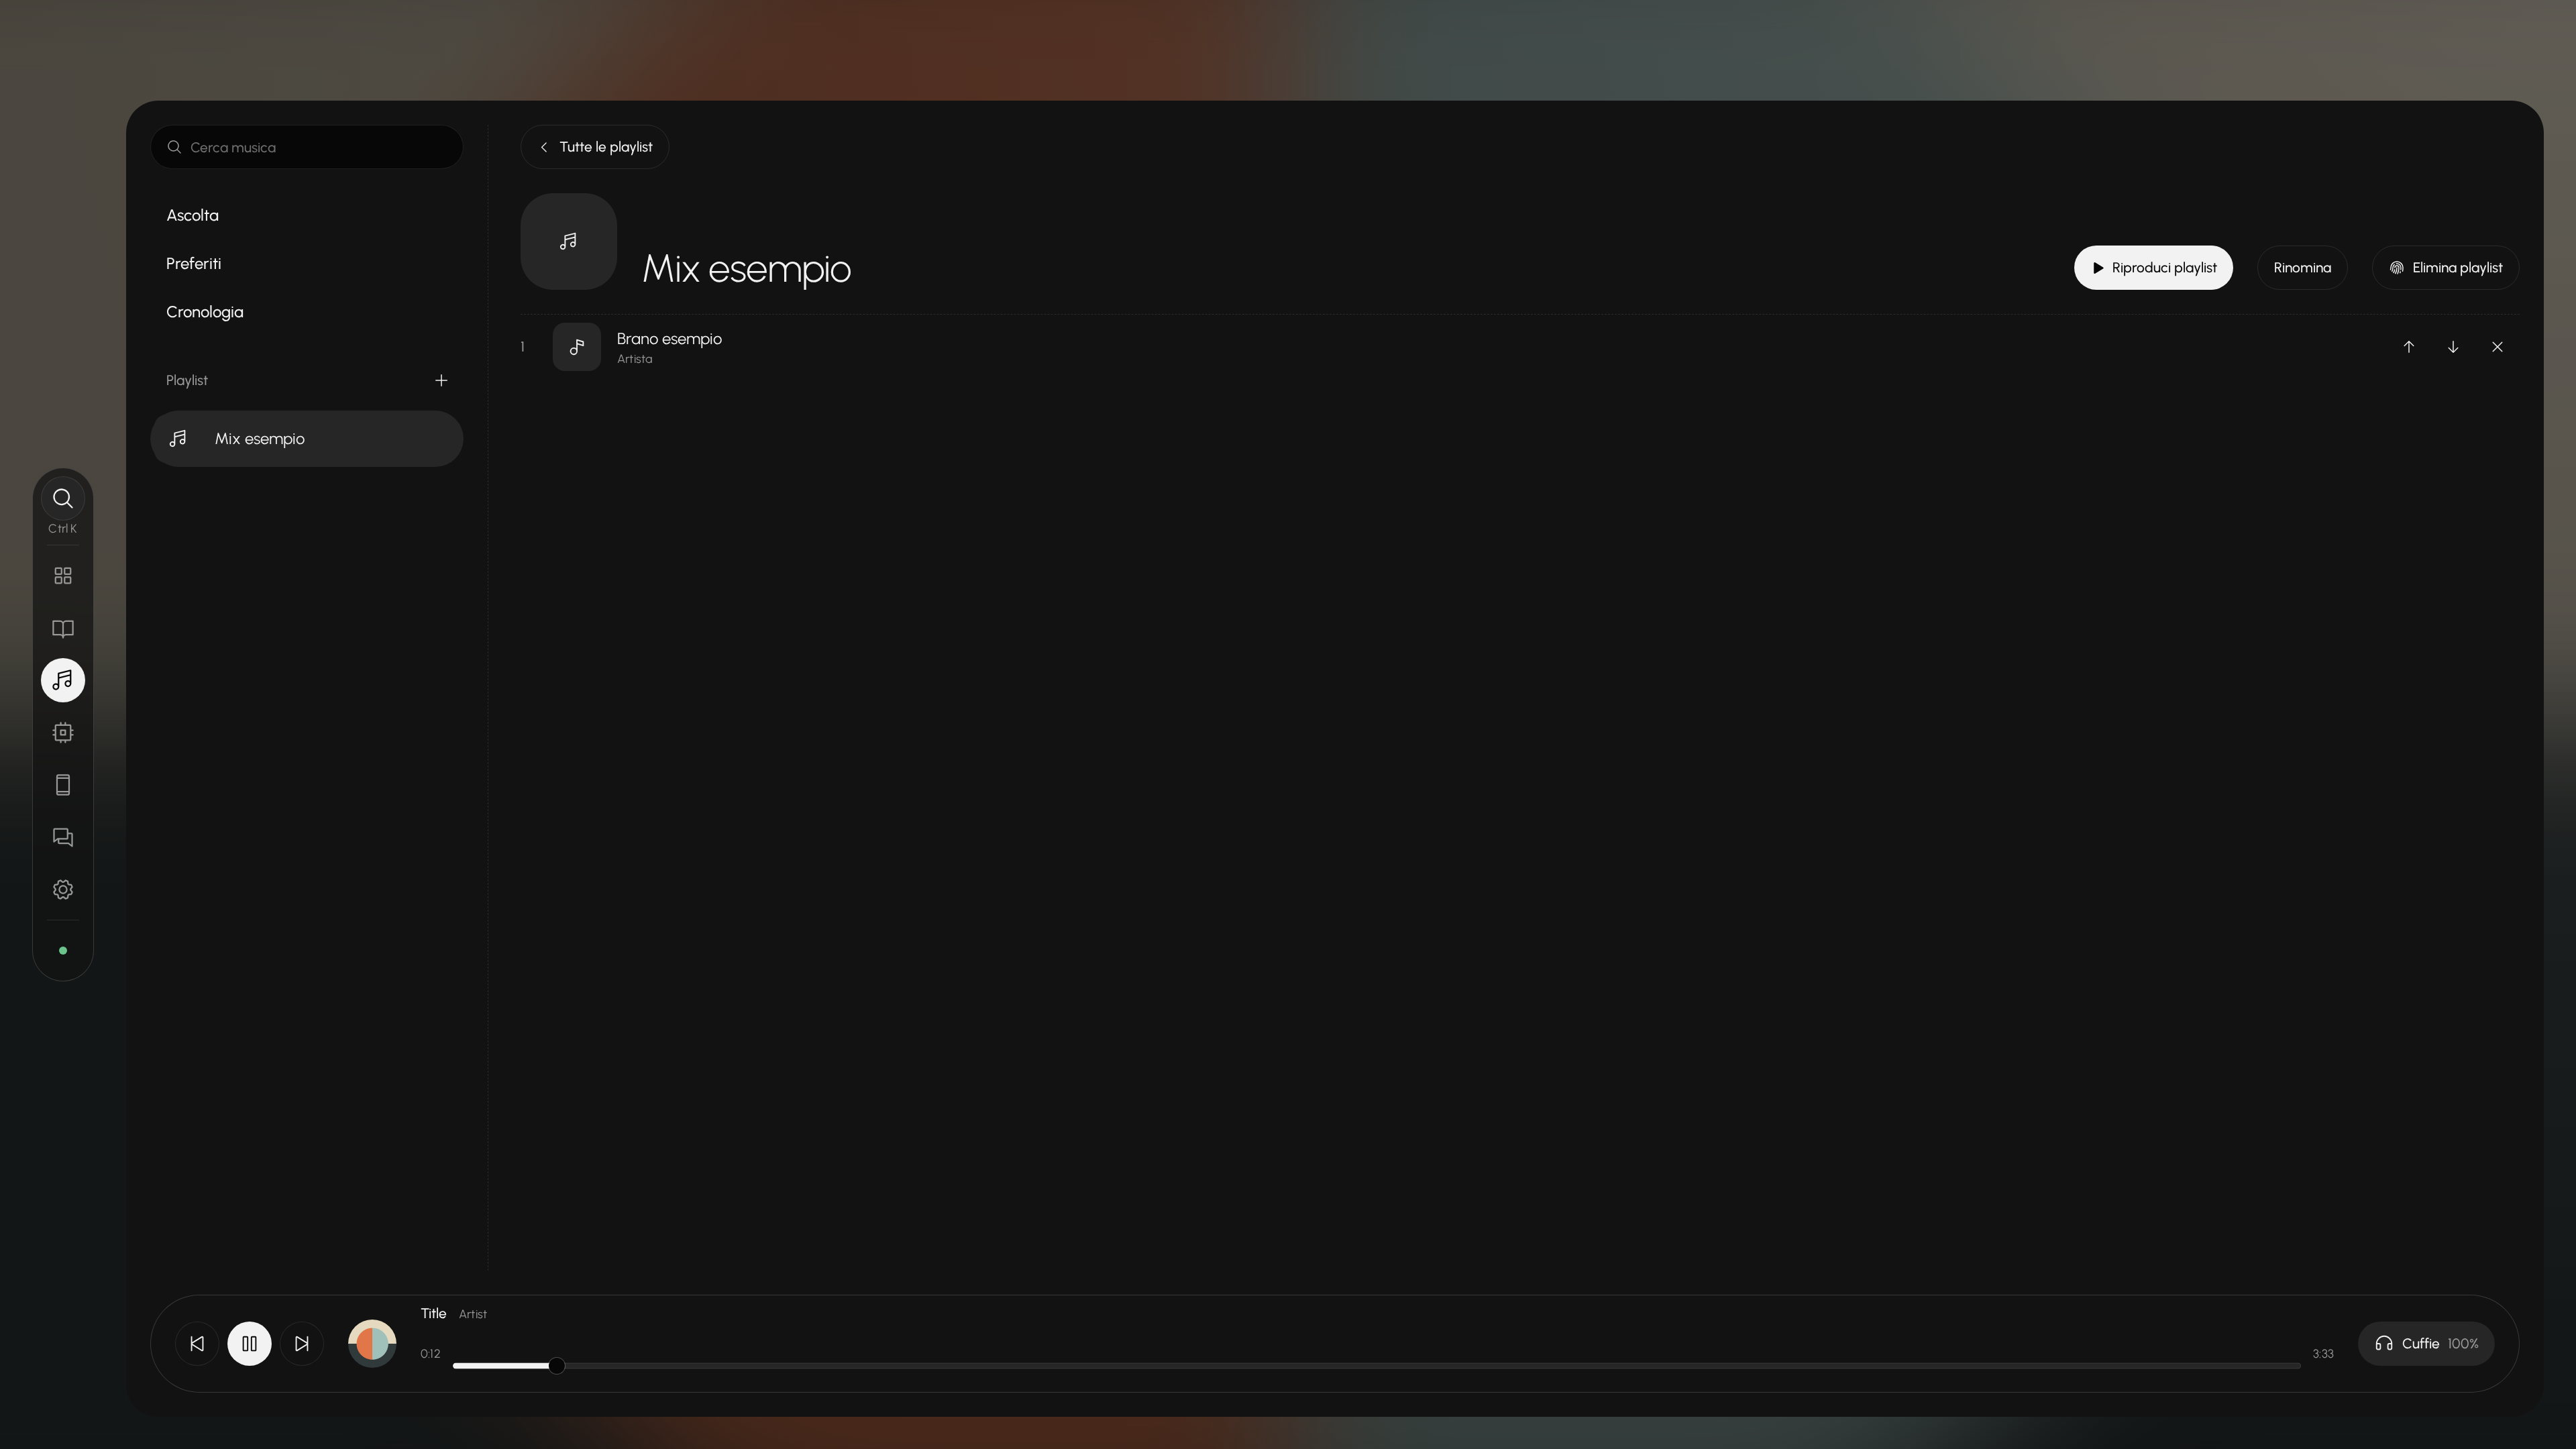 Cerca musica
Tutte le playlist
Ascolta
Preferiti
Cronologia
Playlist
Mix esempio
Mix esempio
Riproduci playlist
Rinomina
Elimina playlist
1
Brano esempio
Artista
Ctrl K
Title Artist
0:12
3:33
Cuffie 100%